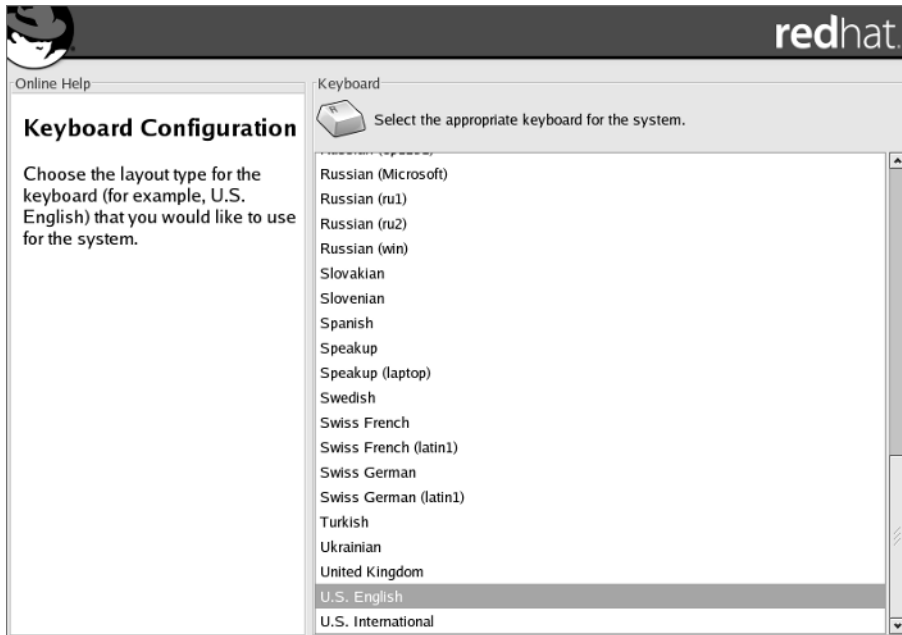 redhat.
Online Help
Keyboard Configuration
Choose the layout type for the
keyboard (for example, U.S.
English) that you would like to use
for the system.
Keyboard
R
Select the appropriate keyboard for the system.
Russian (Microsoft)
Russian (ru1)
Russian (ru2)
Russian (win)
Slovakian
Slovenian
Spanish
Speakup
Speakup (laptop)
Swedish
Swiss French
Swiss French (latin1)
Swiss German
Swiss German (latin1)
Turkish
Ukrainian
United Kingdom
U.S. English
U.S. International